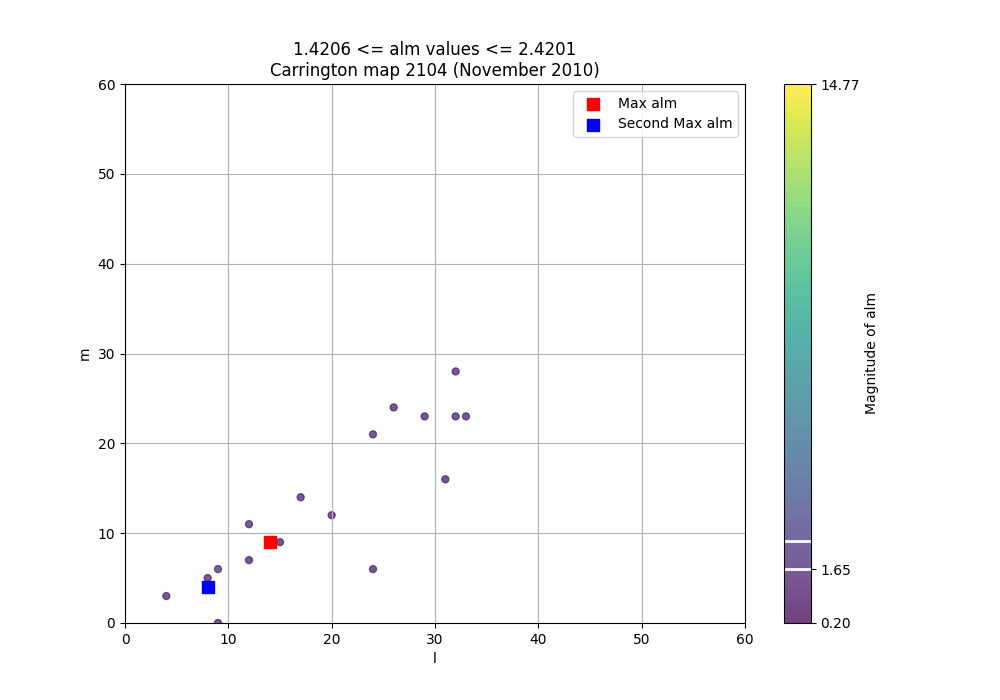 1.4206 <= alm values <= 2.4201
Carrington map 2104 (November 2010)
Max alm
Second Max alm
60
50
40
30
20
10
0
m
0 10 20 30 40 50 60
l
14.77
1.65
0.20
Magnitude of alm